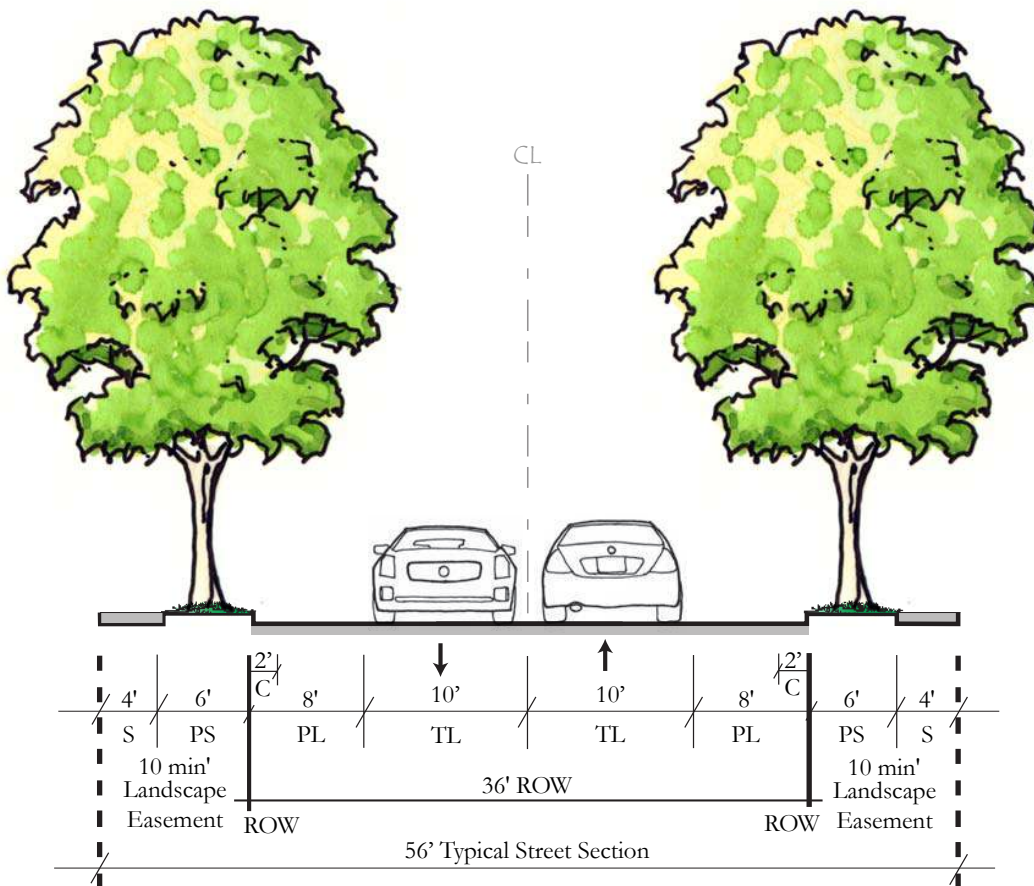 CL
2' 2'
C C
4' 6' 8' 10' 10' 8' 6' 4'
S PS PL TL TL PL PS S
10 min' 10 min'
Landscape 36' ROW Landscape
Easement ROW ROW Easement
56' Typical Street Section